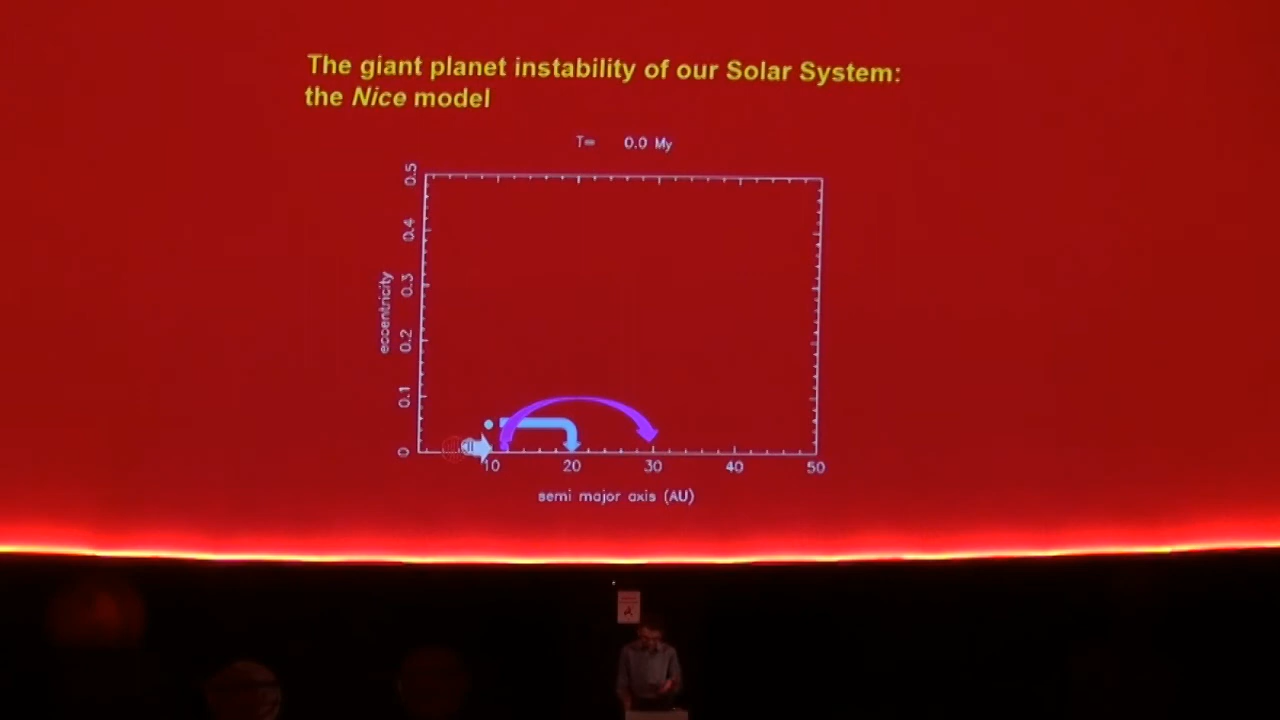 The giant planet instability of our Solar System:
the Nice model
T= 0.0 My
0.5
0.4
0.3
0.2
0.1
0
eccentricity
10 20 30 40 50
semi major axis (AU)